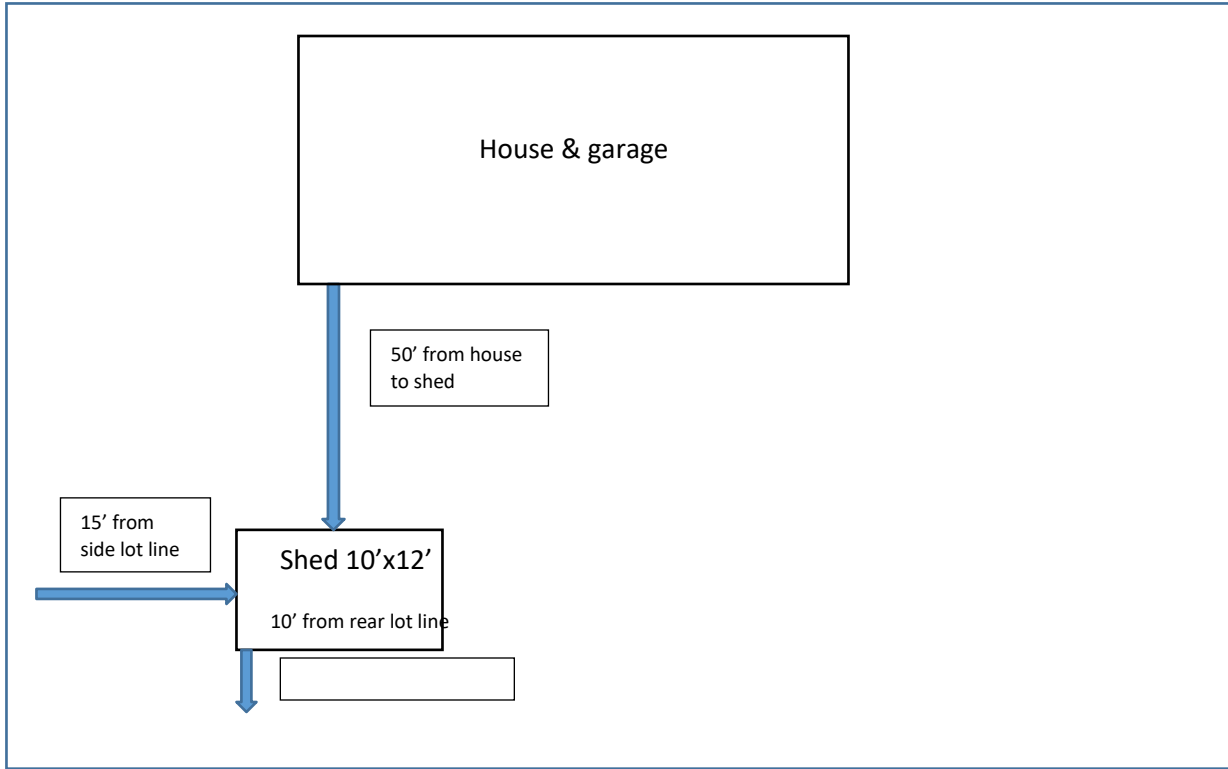 House & garage
50’ from house
to shed
15’ from
side lot line
Shed 10’x12’
10’ from rear lot line